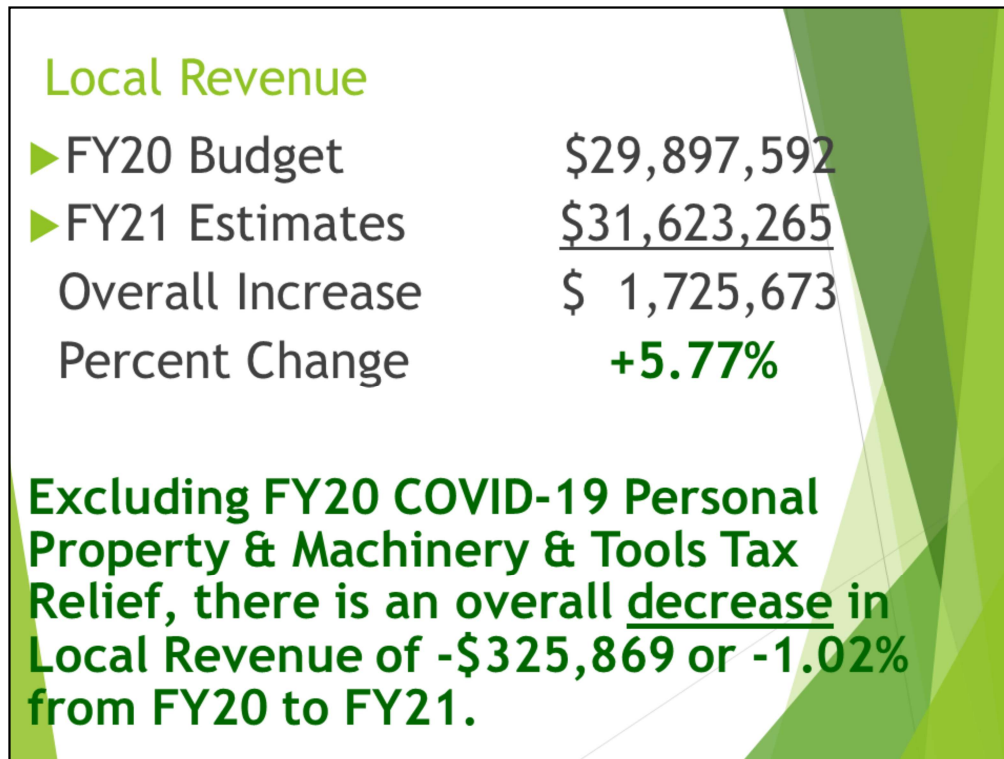 Local Revenue
▶FY20 Budget $29,897,592
▶FY21 Estimates $31,623,265
Overall Increase $ 1,725,673
Percent Change +5.77%
Excluding FY20 COVID-19 Personal
Property & Machinery & Tools Tax
Relief, there is an overall decrease in
Local Revenue of -$325,869 or -1.02%
from FY20 to FY21.